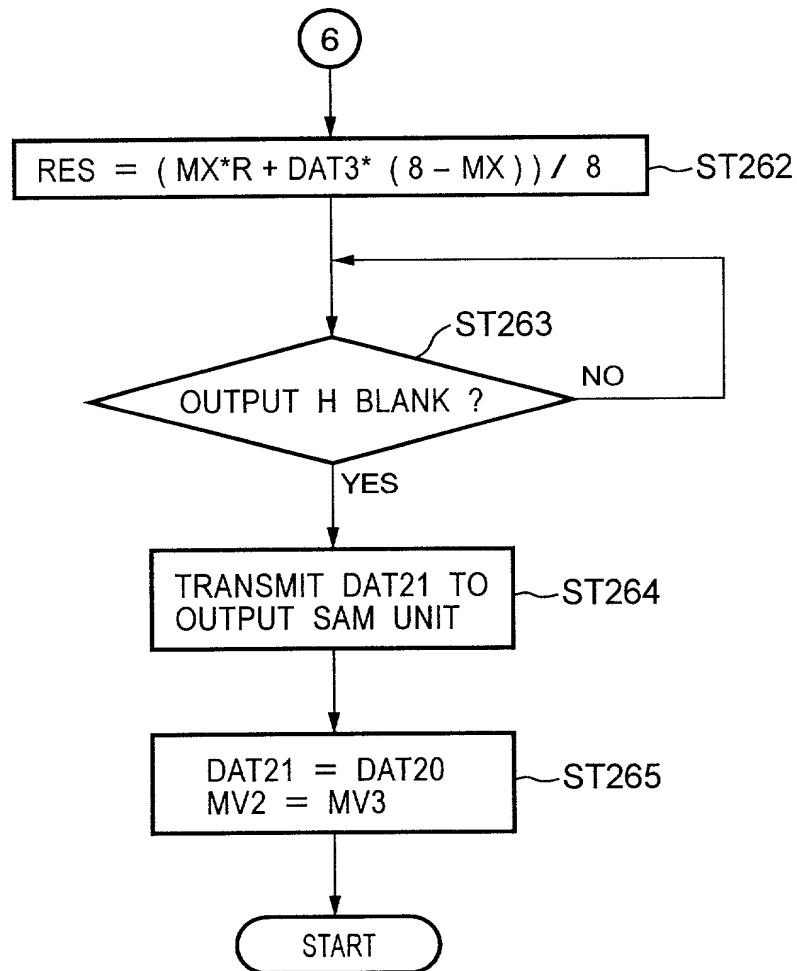 6
RES = (MX*R + DAT3* (8 – MX)) / 8
ST262
ST263
OUTPUT H BLANK ?
NO
YES
TRANSMIT DAT21 TO
OUTPUT SAM UNIT
ST264
DAT21 = DAT20
MV2 = MV3
ST265
START